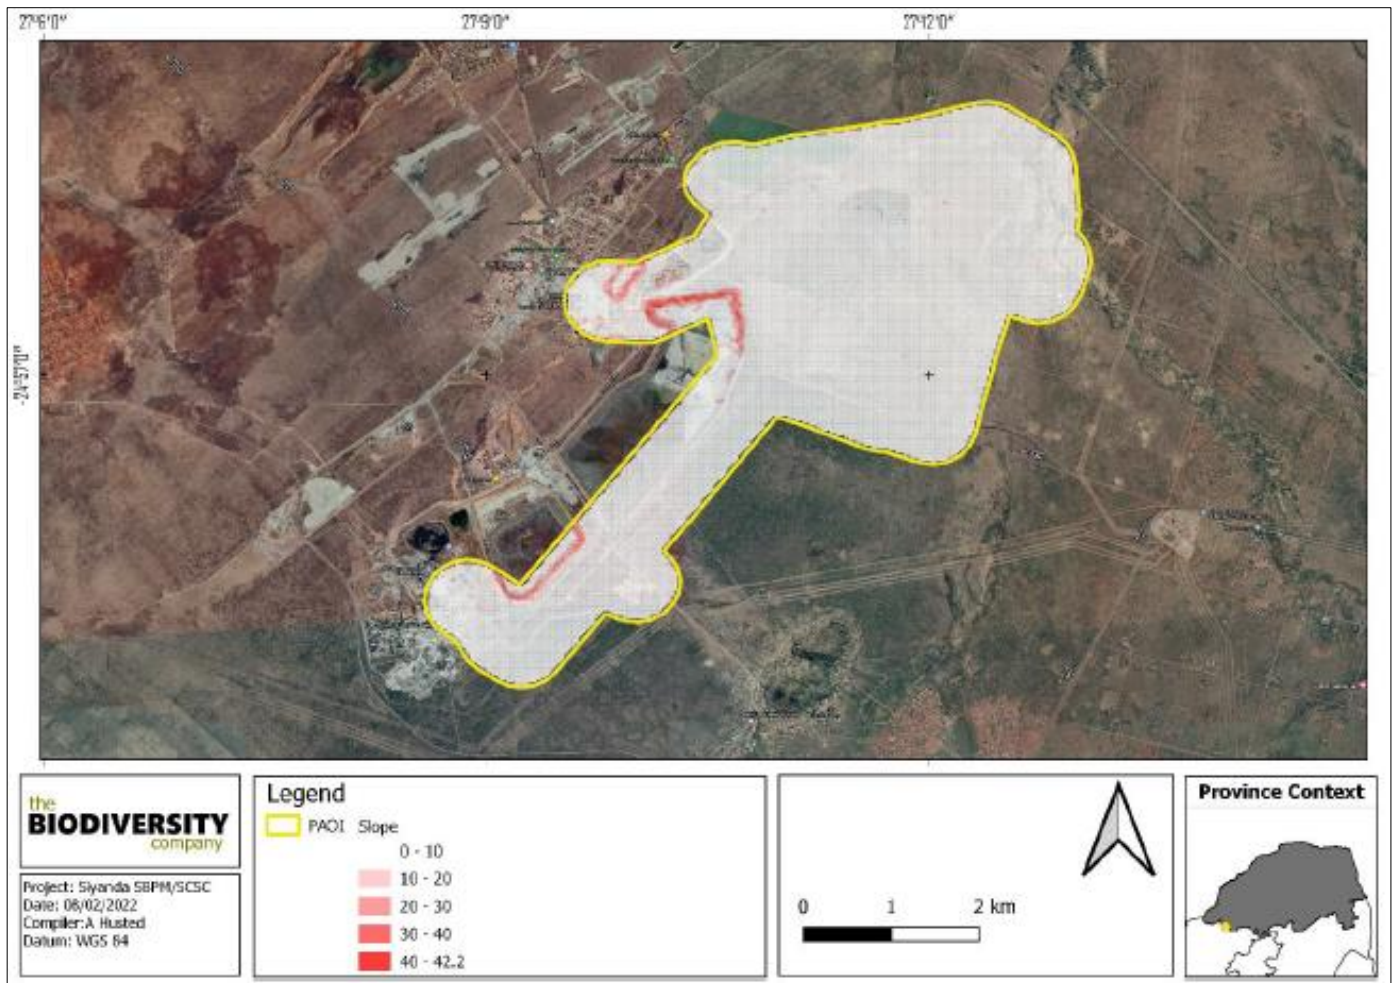 27°6'0"
27°9'0"
27°12'0"
-24°57'0"
the
BIODIVERSITY
company
Project: Siyanda SBPM/SCSC
Date: 08/02/2022
Compiler:A Husted
Datum: WGS 84
Legend
PAOI Slope
0 - 10
10 - 20
20 - 30
30 - 40
40 - 42.2
0 1 2 km
Province Context